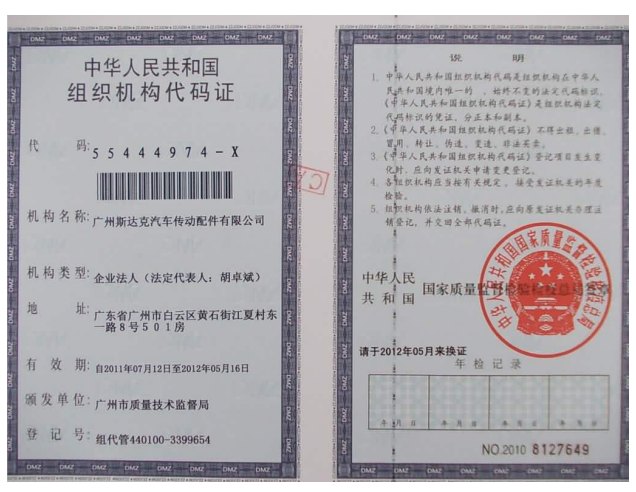 中华人民共和国
组织机构代码证
代 码: 55444974-X
机构名称: 广州斯达克汽车传动配件有限公司
机构类型: 企业法人（法定代表人：胡卓斌）
地 址: 广东省广州市白云区黄石街江夏村东
一路8号501房
有 效 期: 自2011年07月12日至2012年05月16日
颁发单位: 广州市质量技术监督局
登 记 号: 组代管440100-3399654
说 明
1. 中华人民共和国组织机构代码是组织机构在中华人
民共和国境内唯一的、始终不变的法定代码标识，
《中华人民共和国组织机构代码证》是组织机构法定
代码标识的凭证，分正本和副本。
2.《中华人民共和国组织机构代码证》不得出租、出借、
冒用、转让、伪造、变造、非法买卖。
3.《中华人民共和国组织机构代码证》登记项目发生变
化时，应向发证机关申请变更登记。
4. 各组织机构应当按有关规定，接受发证机关的年度
检验。
5. 组织机构依法注销、撤消时，应向原发证机关办理注
销登记，并交回全部代码证。
中华人民
共和国 国家质量监督检验检疫总局签章
请于2012年05月来换证
年 检 记 录
年 月 日 年 月 日 年 月 日 年 月 日
NO.2010 8127649